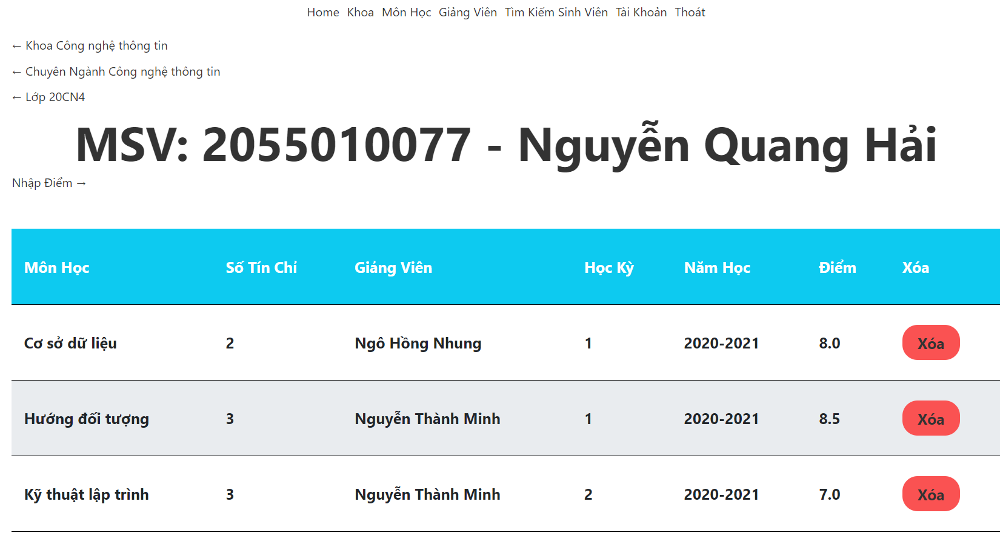 Home Khoa Môn Học Giảng Viên Tìm Kiếm Sinh Viên Tài Khoản Thoát
← Khoa Công nghệ thông tin
← Chuyên Ngành Công nghệ thông tin
← Lớp 20CN4
MSV: 2055010077 - Nguyễn Quang Hải
Nhập Điểm →
Môn Học Số Tín Chỉ Giảng Viên Học Kỳ Năm Học Điểm Xóa
Cơ sở dữ liệu 2 Ngô Hồng Nhung 1 2020-2021 8.0 Xóa
Hướng đối tượng 3 Nguyễn Thành Minh 1 2020-2021 8.5 Xóa
Kỹ thuật lập trình 3 Nguyễn Thành Minh 2 2020-2021 7.0 Xóa